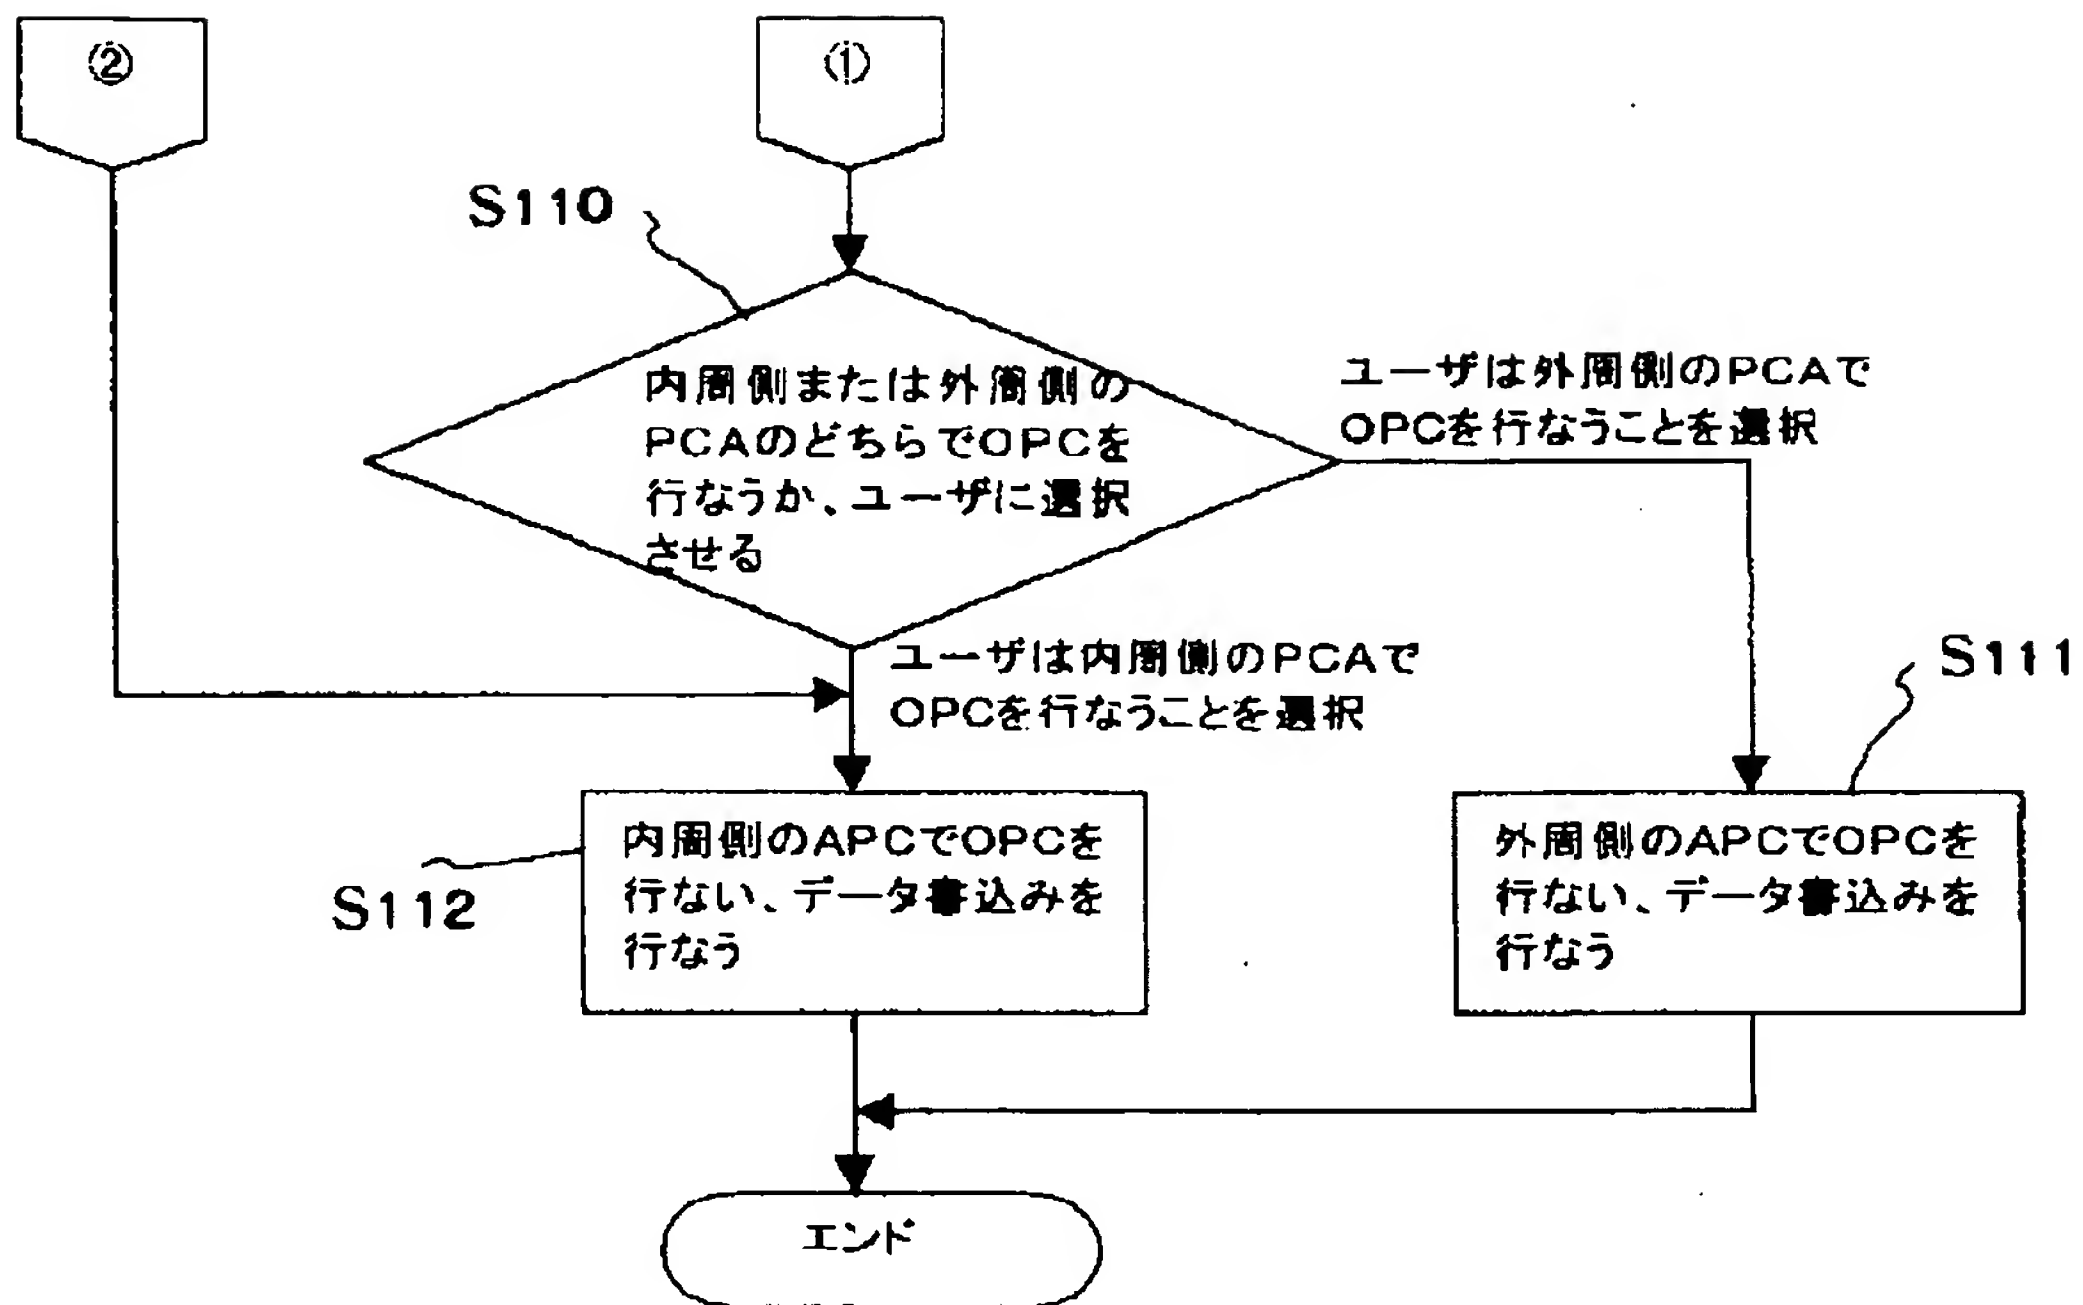 ②
①
S110
内周側または外周側の
PCAのどちらでOPCを
行なうか、ユーザに選択
させる
ユーザは外周側のPCAで
OPCを行なうことを選択
ユーザは内周側のPCAで
OPCを行なうことを選択
S111
内周側のAPCでOPCを
行ない、データ書込みを
行なう
S112
外周側のAPCでOPCを
行ない、データ書込みを
行なう
エンド